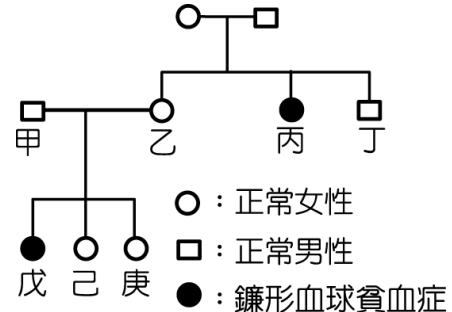 甲 乙 丙 丁
戊 己 庚
：正常女性
：正常男性
：鐮形血球貧血症